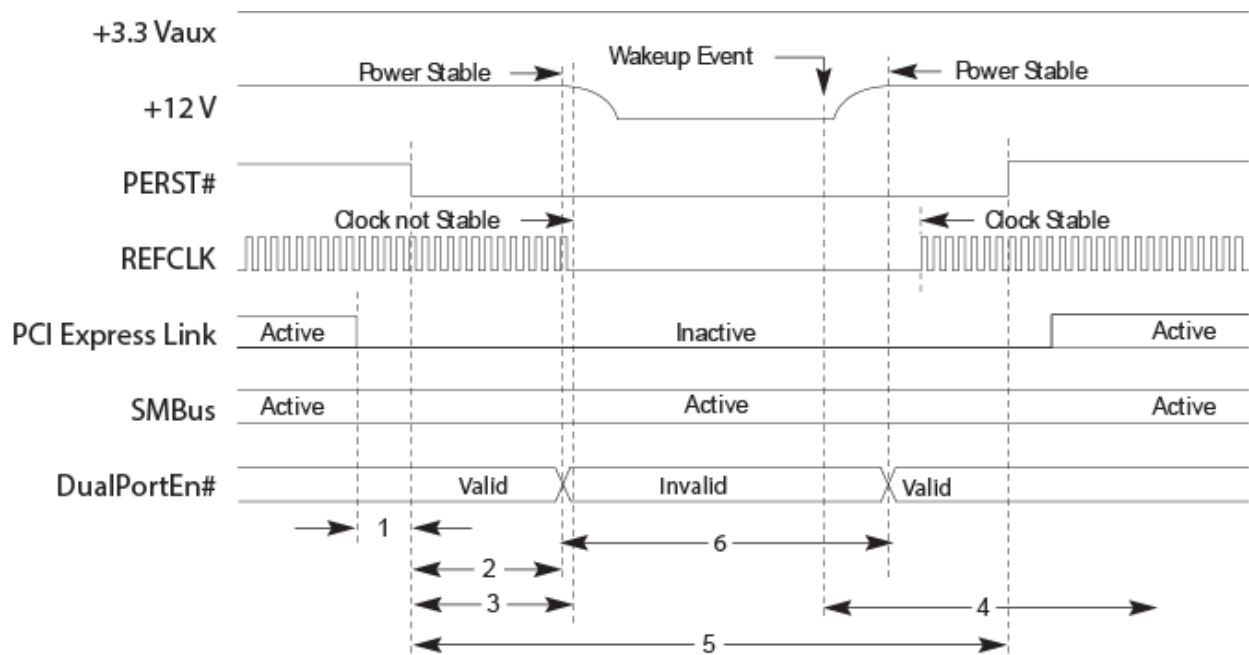 +3.3 Vaux
Wakeup Event
Power Stable
Power Stable
+12 V
PERST#
Clock not Stable
Clock Stable
REFCLK
PCI Express Link
Active
Inactive
Active
SMBus
Active
Active
Active
DualPortEn#
Valid
Invalid
Valid
1
6
2
3
4
5